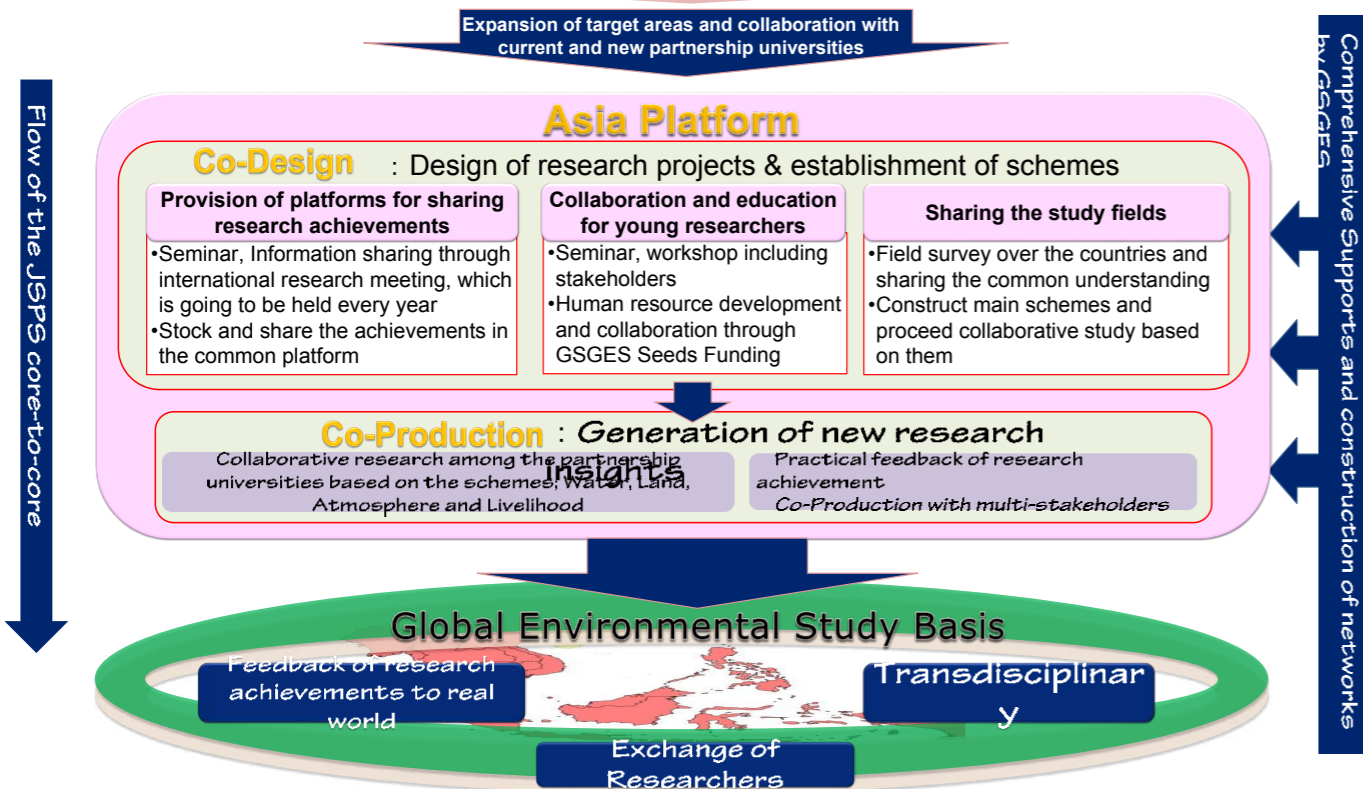 Expansion of target areas and collaboration with
current and new partnership universities
Flow of the JSPS core-to-core
Asia Platform
Co-Design : Design of research projects & establishment of schemes
Provision of platforms for sharing
research achievements
•Seminar, Information sharing through
international research meeting, which
is going to be held every year
•Stock and share the achievements in
the common platform
Collaboration and education
for young researchers
•Seminar, workshop including
stakeholders
•Human resource development
and collaboration through
GSGES Seeds Funding
Sharing the study fields
•Field survey over the countries and
sharing the common understanding
•Construct main schemes and
proceed collaborative study based
on them
Co-Production : Generation of new research
insights
Collaborative research among the partnership
universities based on the schemes; Water, Land,
Atmosphere and Livelihood
Practical feedback of research
achievement
Co-Production with multi-stakeholders
Global Environmental Study Basis
Feedback of research
achievements to real
world
Transdisciplinar
y
Exchange of
Researchers
Comprehensive Supports and construction of networks
by GSGES